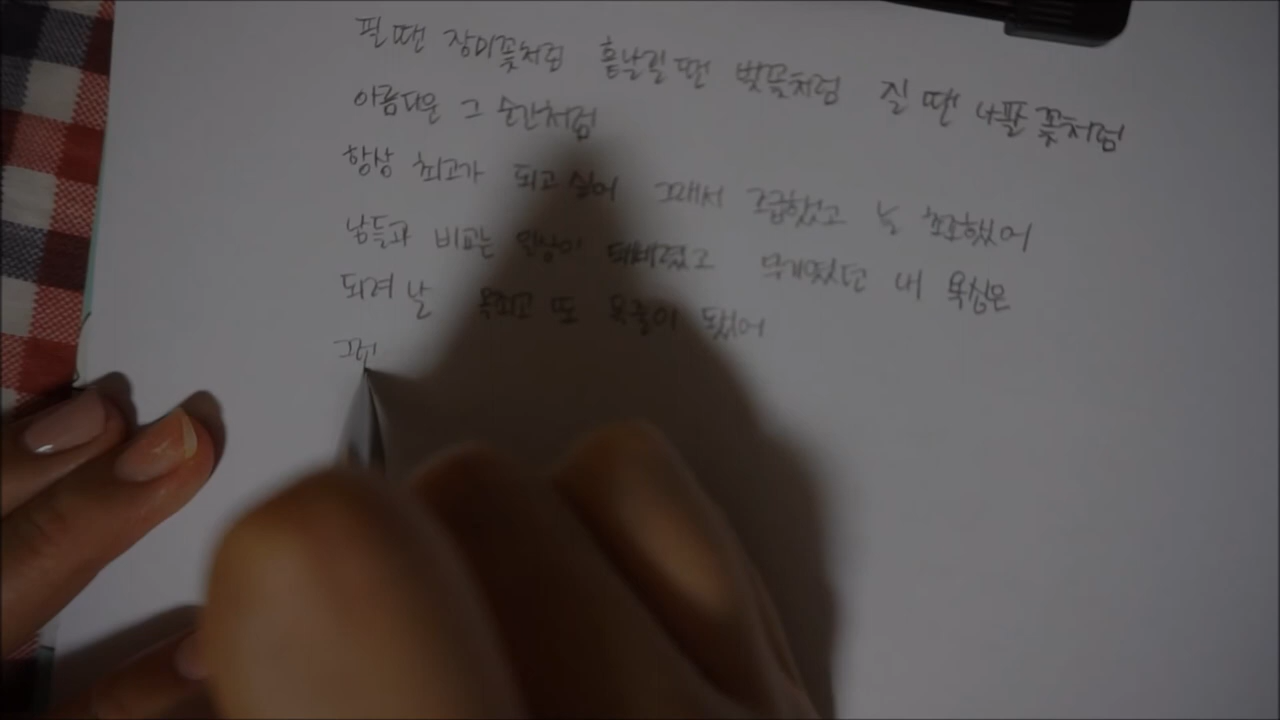 필 땐 장미꽃처럼 흩날릴 땐 벚꽃처럼 질 땐 나팔꽃처럼
아름다운 그 순간처럼
항상 최고가 되고 싶어 그래서 조급했었고 늘 초조했어
남들과 비교는 일상이 돼버렸고 무기였던 내 욕심은
되려 날 옥죄고 또 목줄이 됐었어